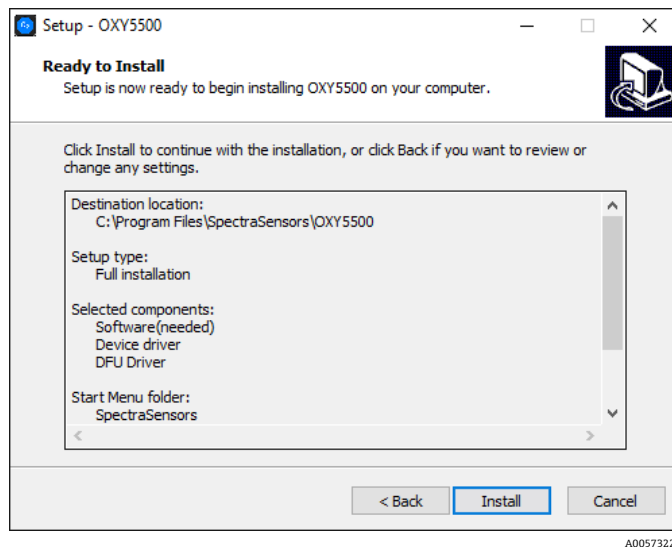 Setup - OXY5500
Ready to Install
Setup is now ready to begin installing OXY5500 on your computer.
Click Install to continue with the installation, or click Back if you want to review or
change any settings.
Destination location:
C:\Program Files\SpectraSensors\OXY5500
Setup type:
Full installation
Selected components:
Software(needed)
Device driver
DFU Driver
Start Menu folder:
SpectraSensors
< Back
Install
Cancel
A0057322